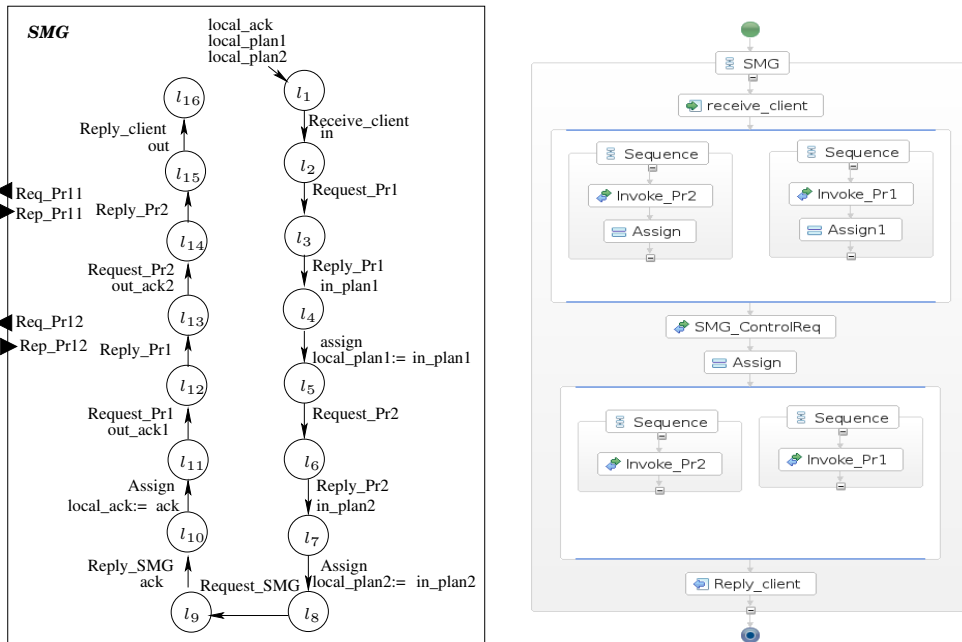 SMG
local_ack
local_plan1
local_plan2
l1
Receive_client
in
l2
Request_Pr1
l3
Reply_Pr1
in_plan1
l4
assign
local_plan1:= in_plan1
l5
Request_Pr2
l6
Reply_Pr2
in_plan2
l7
Assign
local_plan2:= in_plan2
l8
Request_SMG
l9
Reply_SMG
ack
l10
Assign
local_ack:= ack
l11
Request_Pr1
out_ack1
l12
Reply_Pr1
l13
Request_Pr2
out_ack2
l14
Reply_Pr2
l15
Reply_client
out
l16
Req_Pr11
Rep_Pr11
Req_Pr12
Rep_Pr12
SMG
receive_client
Sequence
Invoke_Pr2
Assign
Sequence
Invoke_Pr1
Assign1
SMG_ControlReq
Assign
Sequence
Invoke_Pr2
Sequence
Invoke_Pr1
Reply_client